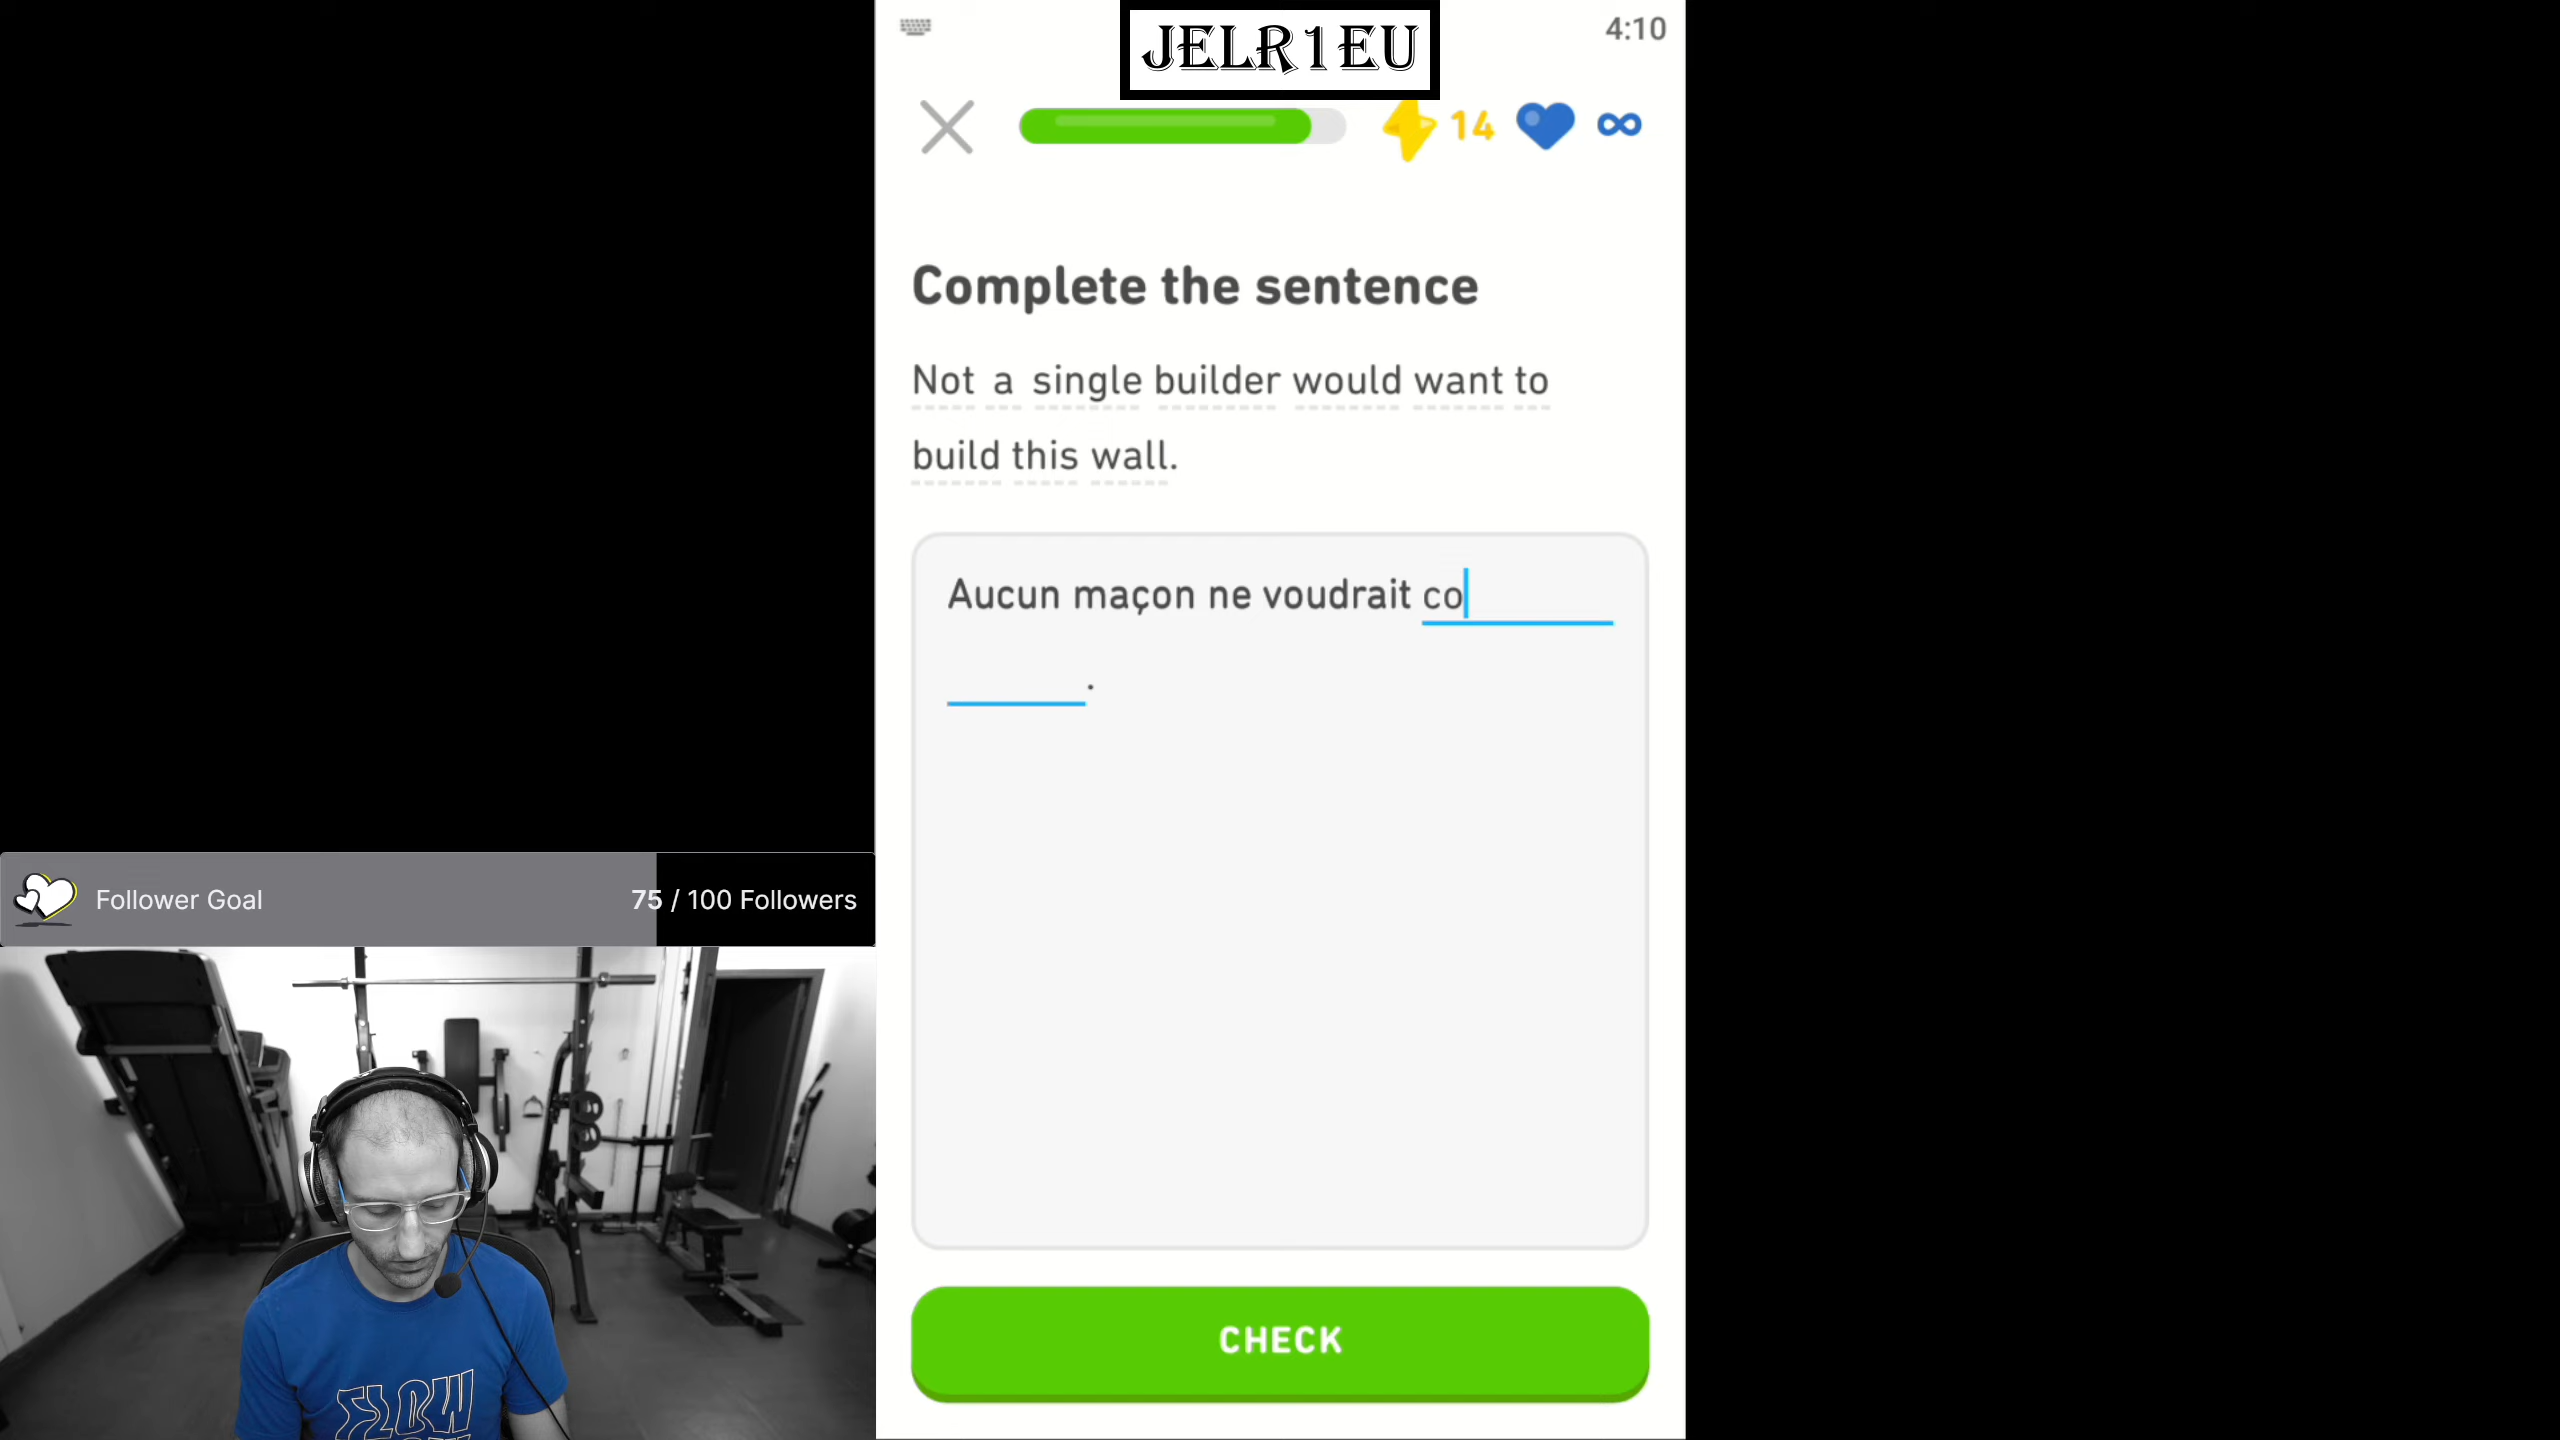 JELR1EU
4:10
14
Complete the sentence
Not a single builder would want to
build this wall.
Aucun maçon ne voudrait co
.
CHECK
Follower Goal
75 / 100 Followers
FLOW